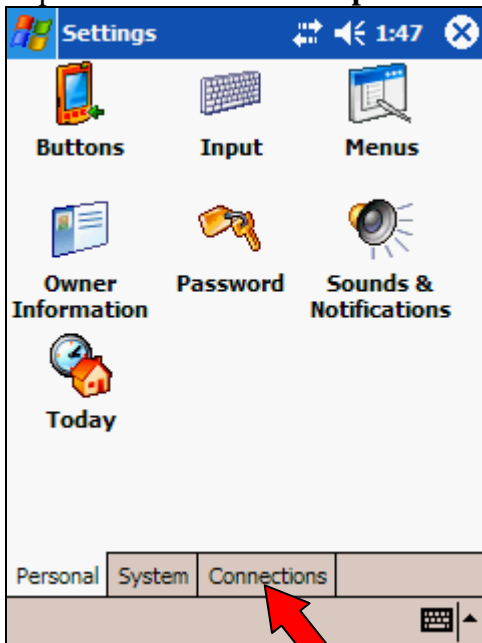 Settings 1:47
Buttons Input Menus
Owner Information Password Sounds & Notifications
Today
Personal System Connections